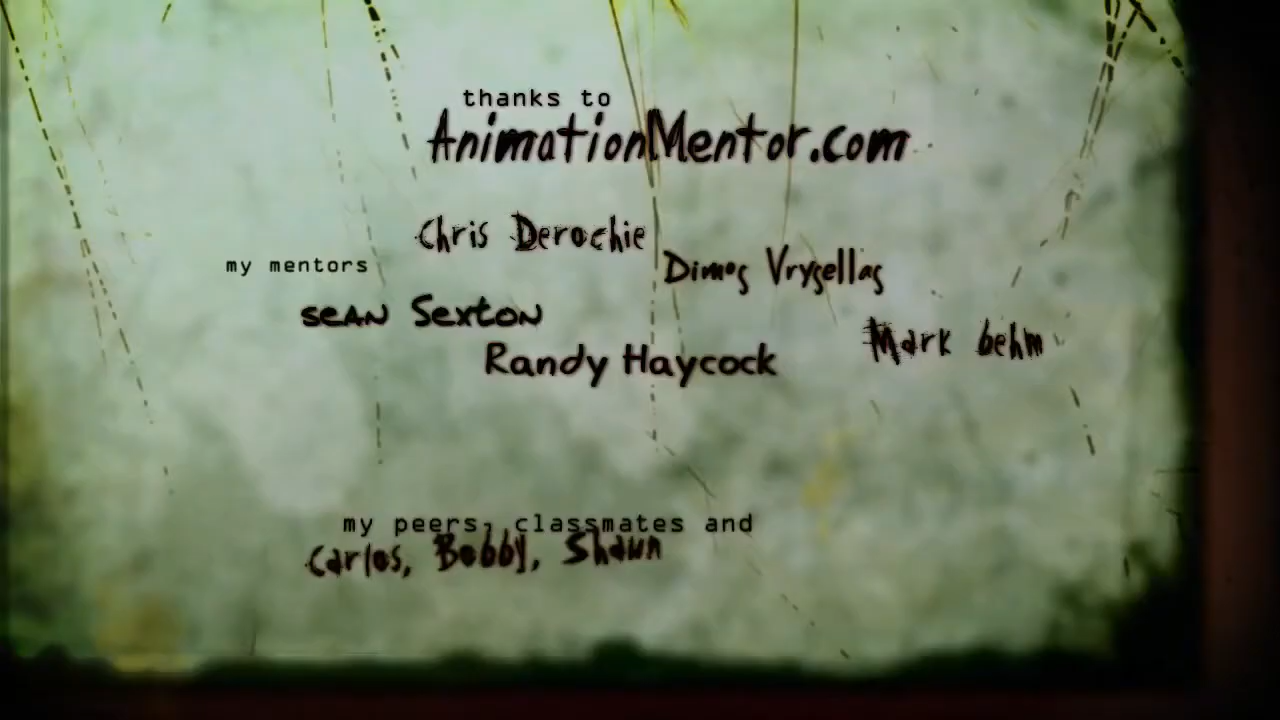 thanks to
AnimationMentor.com
Chris Derochie
my mentors
Dimos Vrysellas
sean Sexton
Mark behm
Randy Haycock
my peers, classmates and
Carlos, Bobby, Shawn